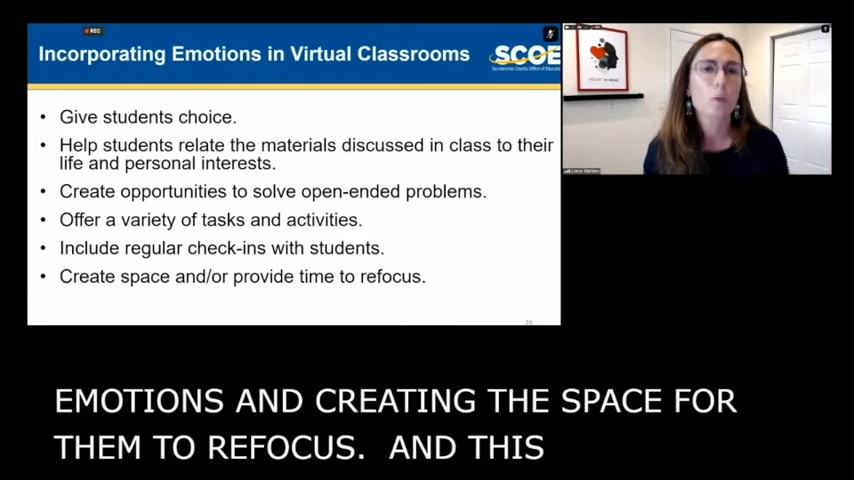 REC
Incorporating Emotions in Virtual Classrooms
SCOE
Sacramento County Office of Educat
• Give students choice.
• Help students relate the materials discussed in class to their
life and personal interests.
• Create opportunities to solve open-ended problems.
• Offer a variety of tasks and activities.
• Include regular check-ins with students.
• Create space and/or provide time to refocus.
26
EMOTIONS AND CREATING THE SPACE FOR
THEM TO REFOCUS.  AND THIS